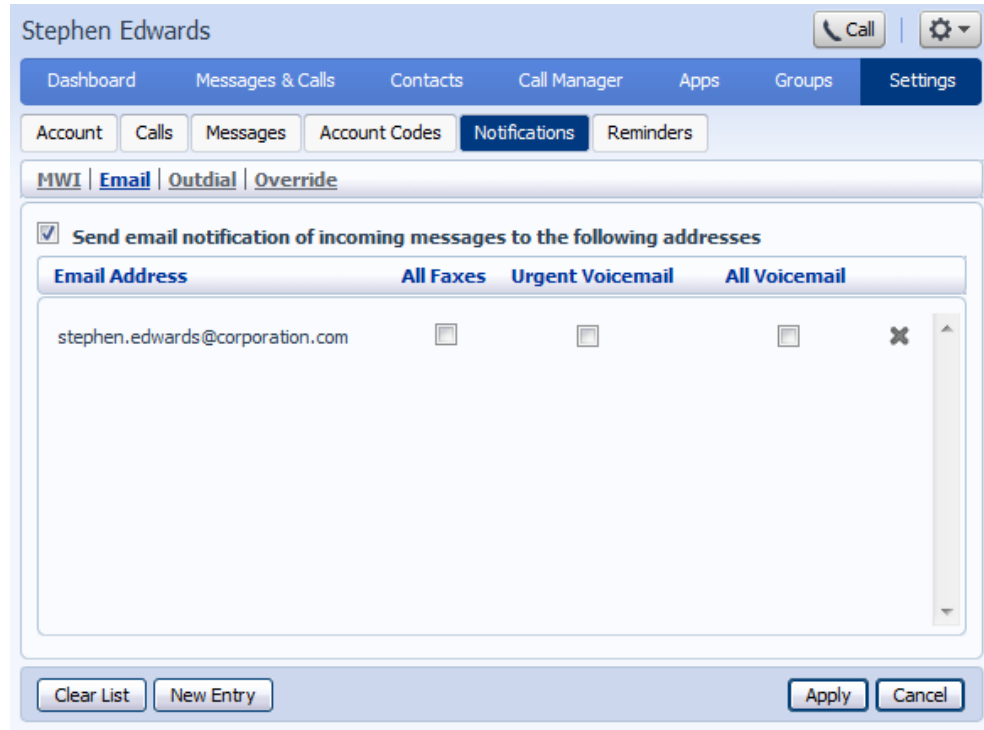 Stephen Edwards Call
Dashboard Messages & Calls Contacts Call Manager Apps Groups Settings
Account Calls Messages Account Codes Notifications Reminders
MWI | Email | Outdial | Override
Send email notification of incoming messages to the following addresses
Email Address All Faxes Urgent Voicemail All Voicemail
stephen.edwards@corporation.com
Clear List New Entry Apply Cancel